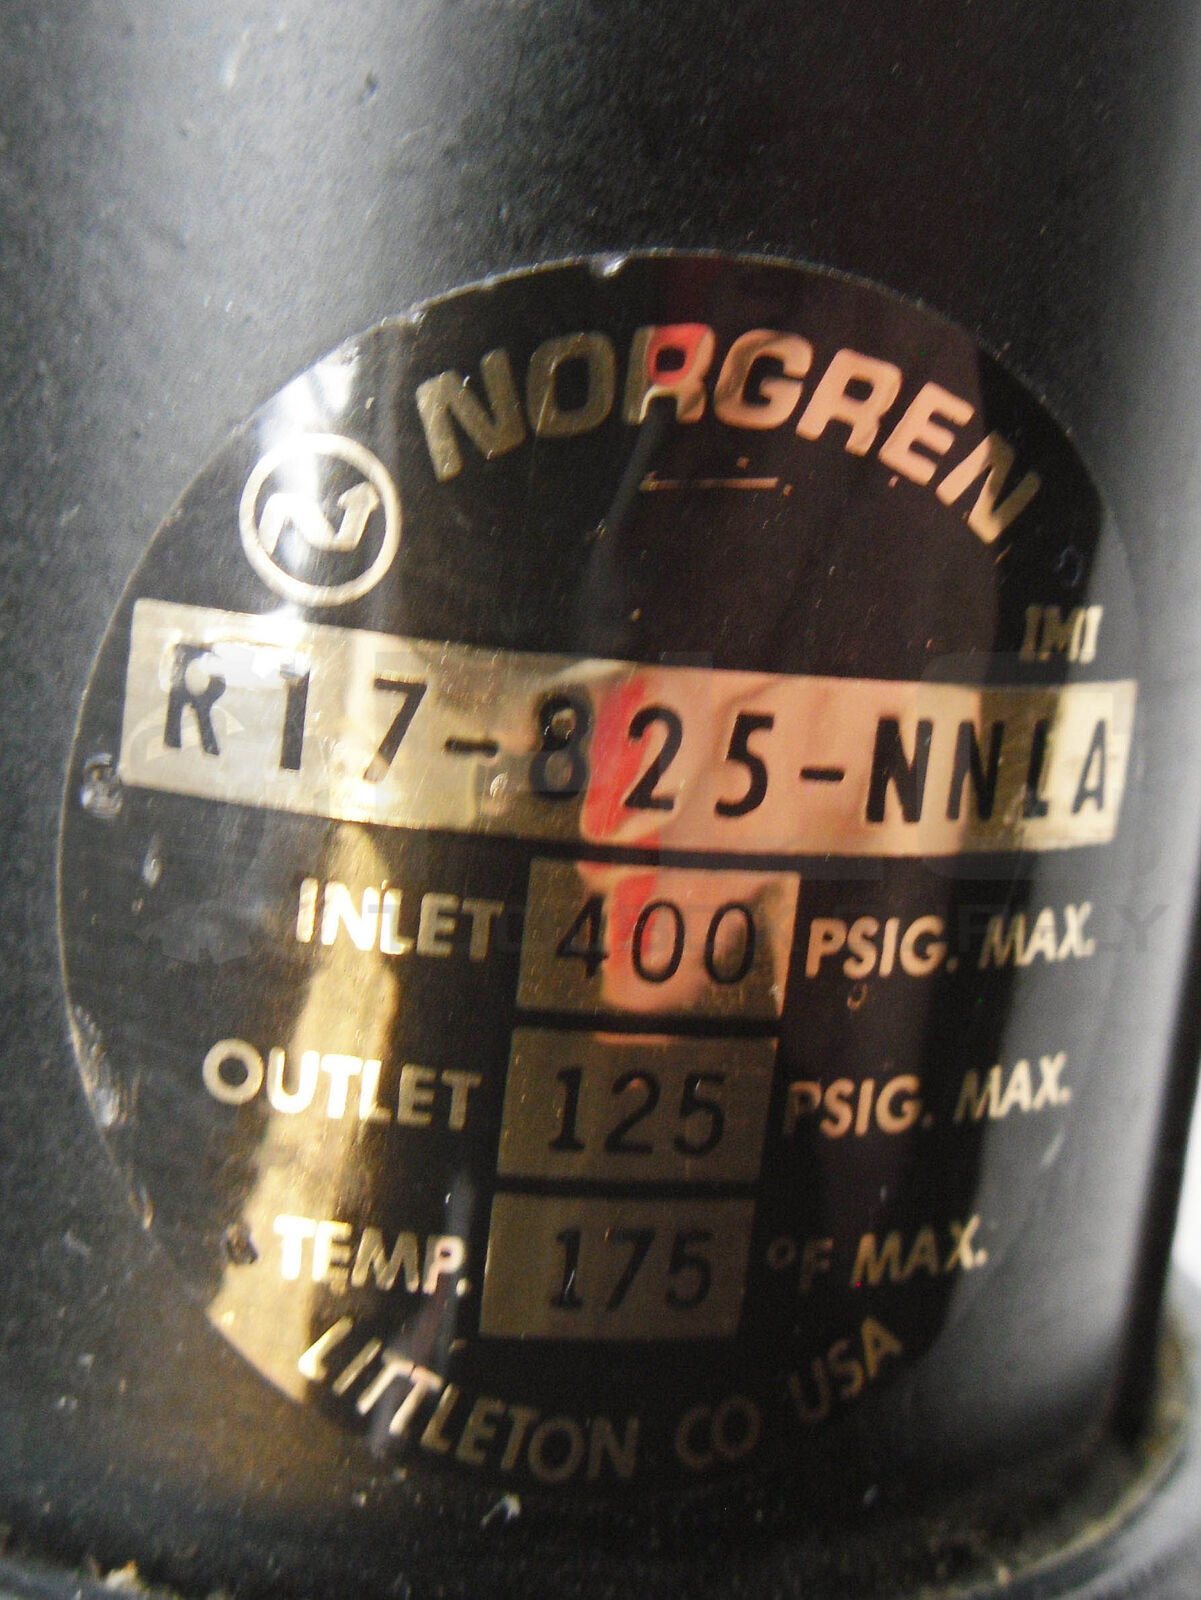 NORGREN
IMI
R17-825-NNLA
INLET 400 PSIG. MAX.
OUTLET 125 PSIG. MAX.
TEMP. 175 °F MAX.
LITTLETON CO USA